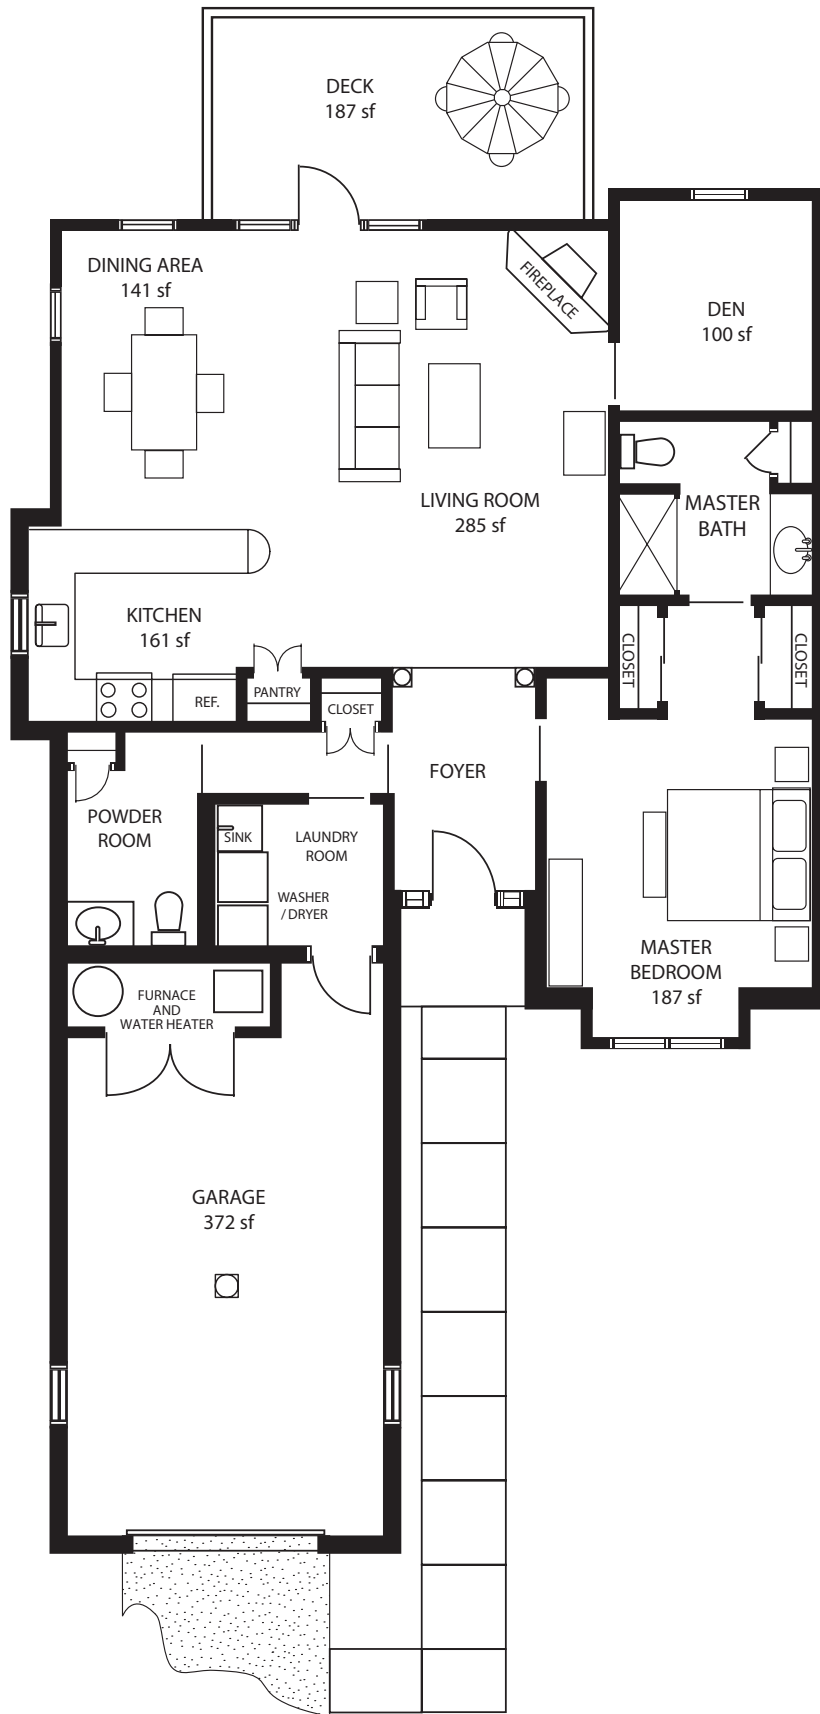 DECK
187 sf
DINING AREA
141 sf
FIREPLACE
DEN
100 sf
LIVING ROOM
285 sf
MASTER
BATH
KITCHEN
161 sf
CLOSET
CLOSET
REF.
PANTRY
CLOSET
FOYER
POWDER
ROOM
SINK
LAUNDRY
ROOM
WASHER
/ DRYER
MASTER
BEDROOM
187 sf
FURNACE
AND
WATER HEATER
GARAGE
372 sf